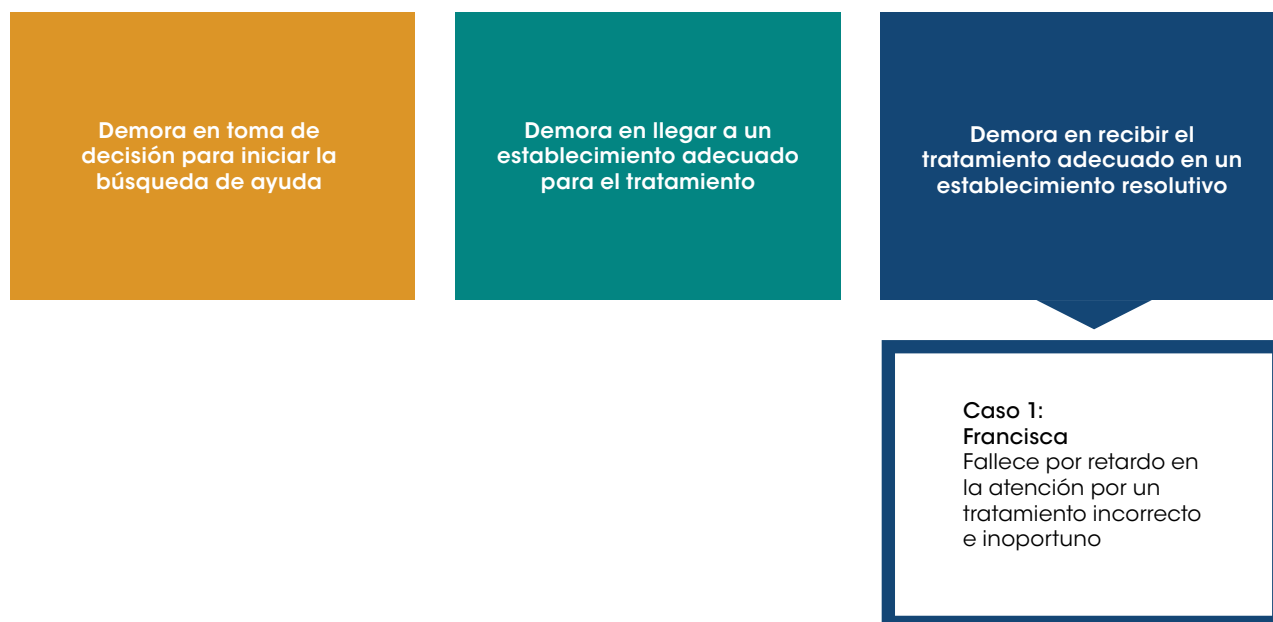 Demora en toma de
decisión para iniciar la
búsqueda de ayuda
Demora en llegar a un
establecimiento adecuado
para el tratamiento
Demora en recibir el
tratamiento adecuado en un
establecimiento resolutivo
Caso 1:
Francisca
Fallece por retardo en
la atención por un
tratamiento incorrecto
e inoportuno